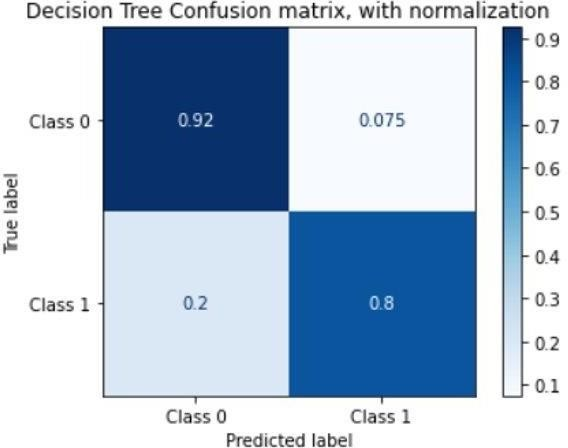 Decision Tree Confusion matrix, with normalization
True label
Class 0
0.92
0.075
Class 1
0.2
0.8
Class 0
Class 1
Predicted label
0.9
0.8
0.7
0.6
0.5
0.4
0.3
0.2
0.1